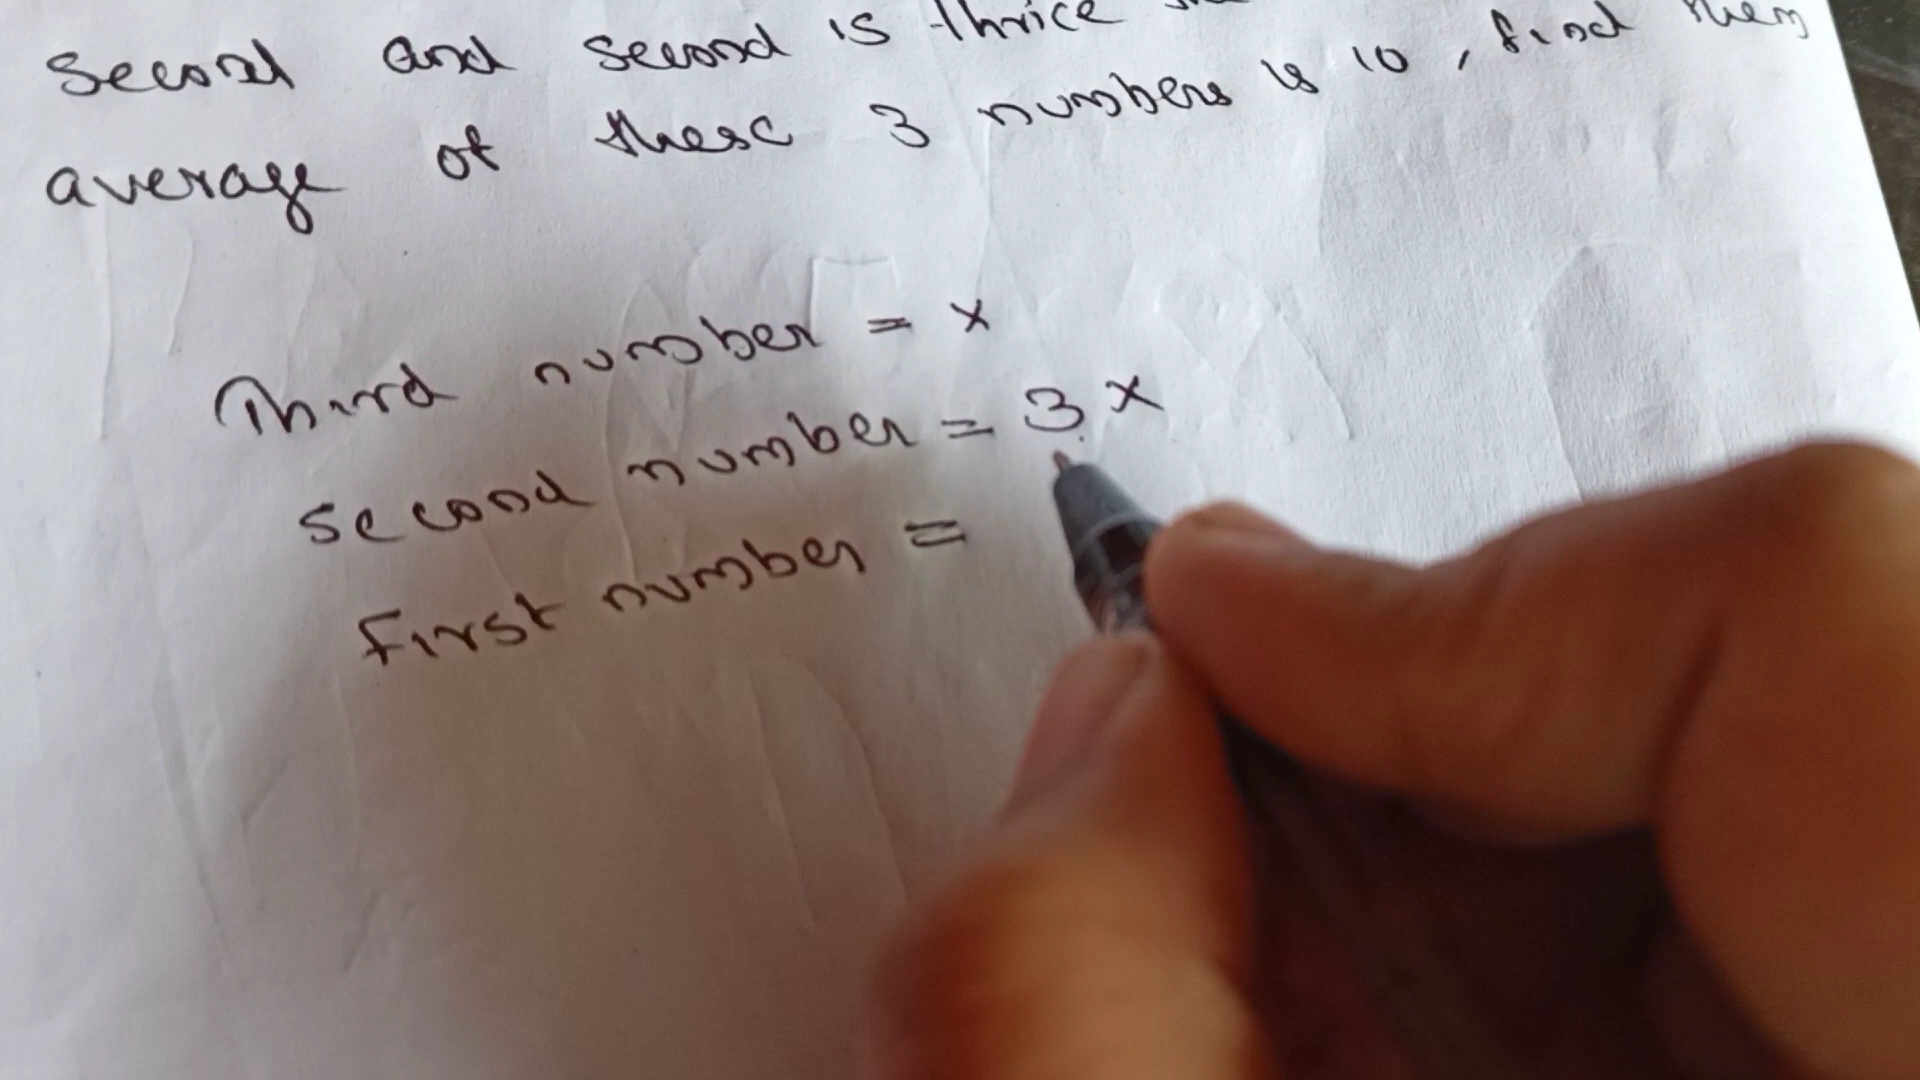 Second and second is thrice
average of these 3 numbers is 10, find them
Third number = x
Second number = 3x
First number =